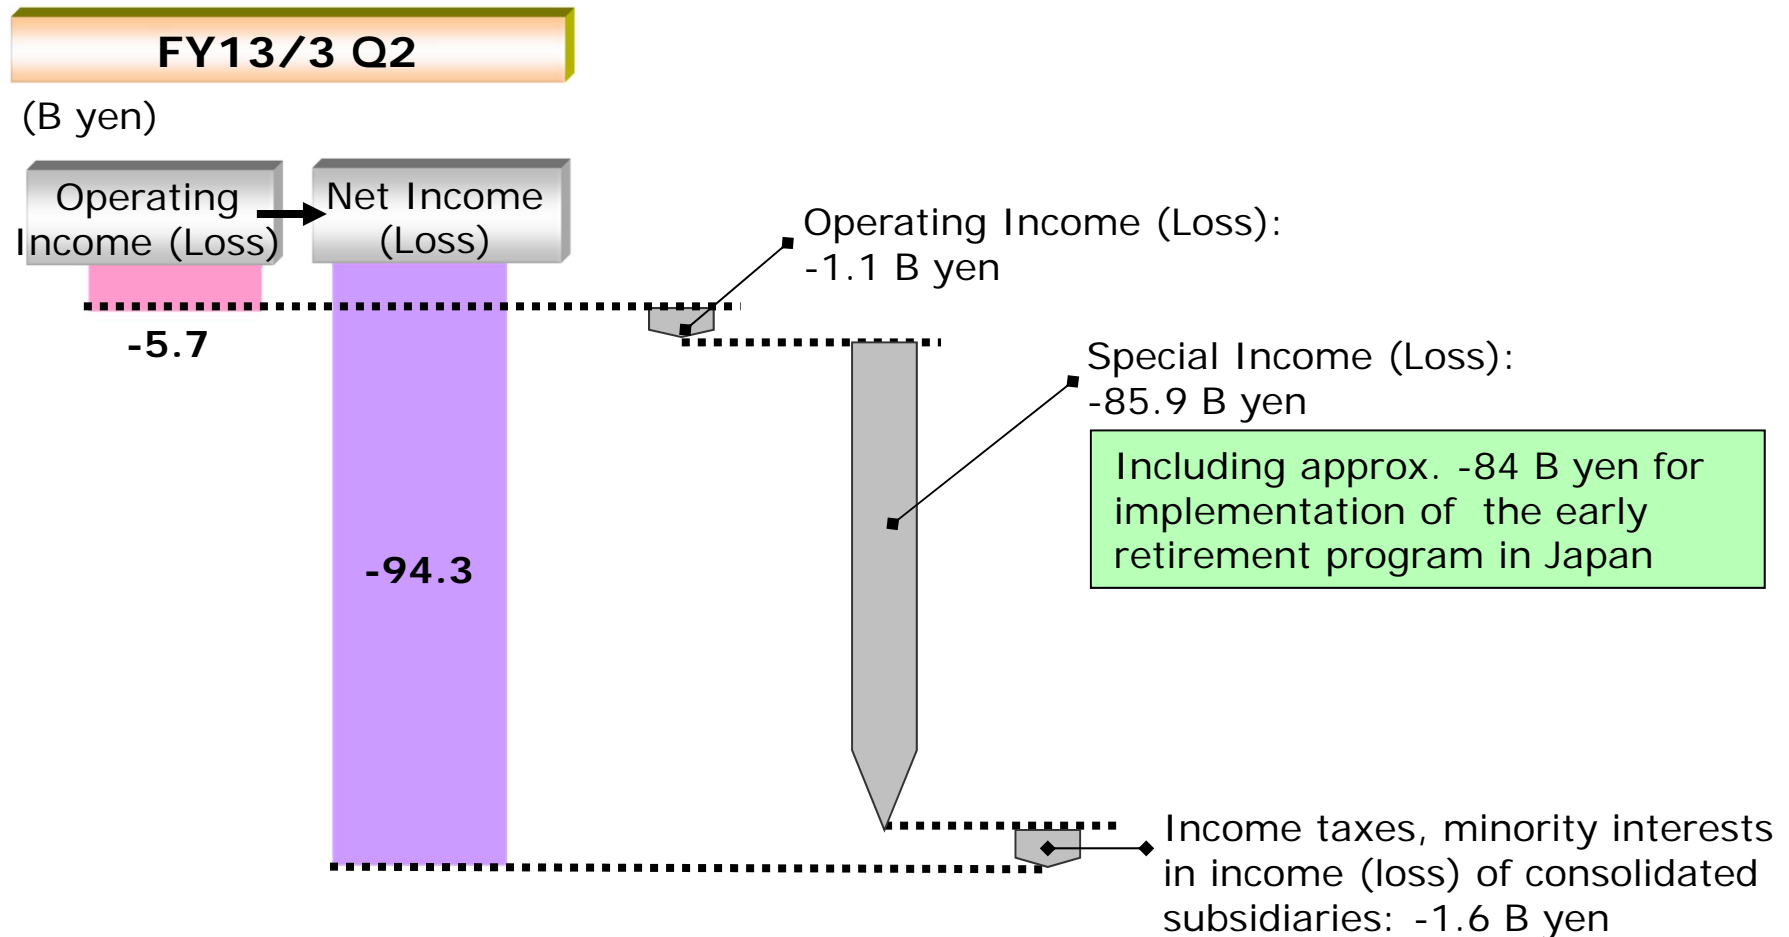 FY13/3 Q2
(B yen)
Operating
Income (Loss)
Net Income
(Loss)
-5.7
-94.3
Operating Income (Loss):
-1.1 B yen
Special Income (Loss):
-85.9 B yen
Including approx. -84 B yen for
implementation of the early
retirement program in Japan
Income taxes, minority interests
in income (loss) of consolidated
subsidiaries: -1.6 B yen